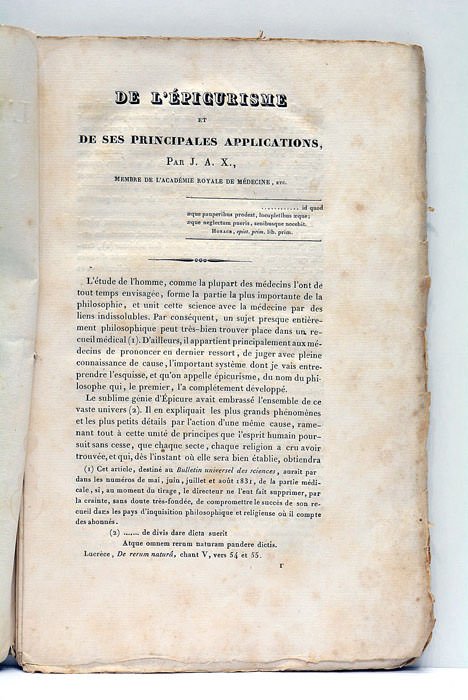 DE L'ÉPICURISME
ET
DE SES PRINCIPALES APPLICATIONS,
PAR J. A. X.,
MEMBRE DE L'ACADÉMIE ROYALE DE MÉDECINE, ETC.
............ id quod
æque pauperibus prodest, locupletibus æque;
æque neglectum pueris, senibusque nocebit.
HORACE, epist. prim. lib. prim.
L'étude de l'homme, comme la plupart des médecins l'ont de
tout temps envisagée, forme la partie la plus importante de la
philosophie, et unit cette science avec la médecine par des
liens indissolubles. Par conséquent, un sujet presque entière-
ment philosophique peut très-bien trouver place dans un re-
cueil médical (1). D'ailleurs, il appartient principalement aux mé-
decins de prononcer en dernier ressort, de juger avec pleine
connaissance de cause, l'important système dont je vais entre-
prendre l'esquisse, et qu'on appelle épicurisme, du nom du phi-
losophe qui, le premier, l'a complètement développé.
Le sublime génie d'Épicure avait embrassé l'ensemble de ce
vaste univers (2). Il en expliquait les plus grands phénomènes
et les plus petits détails par l'action d'une même cause, rame-
nant tout à cette unité de principes que l'esprit humain pour-
suit sans cesse, que chaque secte, chaque religion a cru avoir
trouvée, et qui, dès l'instant où elle sera bien établie, obtiendra
(1) Cet article, destiné au Bulletin universel des sciences, aurait paru
dans les numéros de mai, juin, juillet et août 1831, de la partie médi-
cale, si, au moment du tirage, le directeur ne l'eût fait supprimer, par
la crainte, sans doute très-fondée, de compromettre le succès de son re-
cueil dans les pays d'inquisition philosophique et religieuse où il compte
des abonnés.
(2) ...... de divis dare dicta suerit
Atque omnem rerum naturam pandere dictis.
Lucrèce, De rerum naturâ, chant V, vers 54 et 55.
1